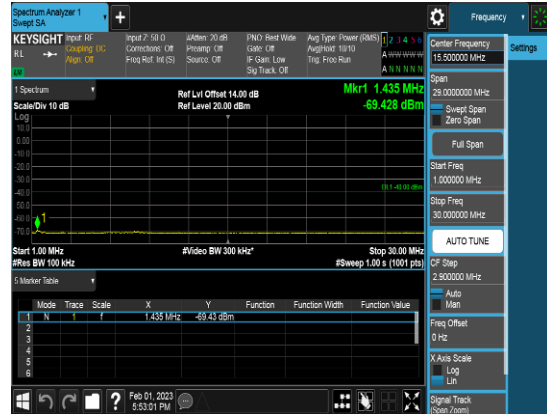 Spectrum Analyzer 1
Swept SA
Frequency
KEYSIGHT
RL
LM
Input: RF
Coupling: DC
Align: Off
Input Z: 50 Ω
Corrections: Off
Freq Ref: Int (S)
#Atten: 20 dB
Preamp: Off
Source: Off
PNO: Best Wide
Gate: Off
IF Gain: Low
Sig Track: Off
Avg Type: Power (RMS)
Avg|Hold: 10/10
Trig: Free Run
1 2 3 4 5 6
A W W W W W
A N N N N N
1 Spectrum
Scale/Div 10 dB
Log
Ref Lvl Offset 14.00 dB
Ref Level 20.00 dBm
Mkr1 1.435 MHz
-69.428 dBm
10.0
0.00
-10.0
-20.0
-30.0
-40.0
-50.0
-60.0
-70.0
DL1 -40.00 dBm
1
Start 1.00 MHz
#Res BW 100 kHz
#Video BW 300 kHz*
Stop 30.00 MHz
#Sweep 1.00 s (1001 pts)
5 Marker Table
Mode Trace Scale X Y Function Function Width Function Value
1 N 1 f 1.435 MHz -69.43 dBm
2
3
4
5
6
Feb 01, 2023
5:53:01 PM
Center Frequency
15.500000 MHz
Settings
Span
29.0000000 MHz
Swept Span
Zero Span
Full Span
Start Freq
1.000000 MHz
Stop Freq
30.000000 MHz
AUTO TUNE
CF Step
2.900000 MHz
Auto
Man
Freq Offset
0 Hz
X Axis Scale
Log
Lin
Signal Track
(Span Zoom)